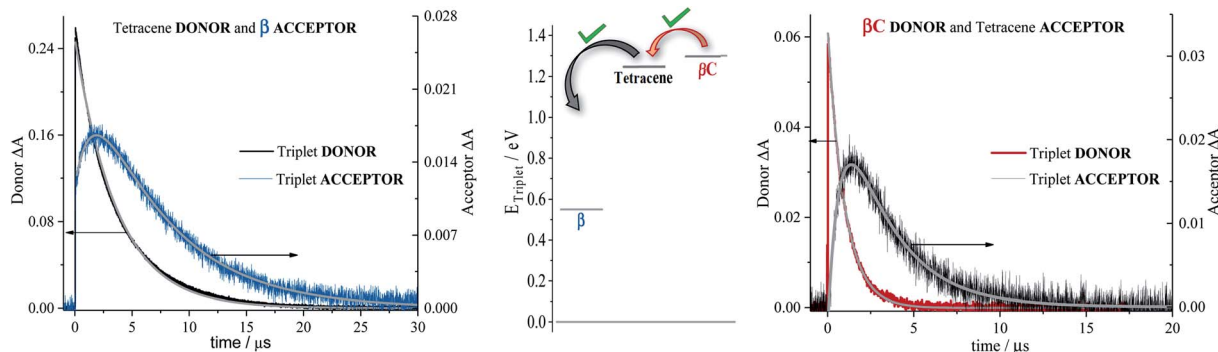 Tetracene DONOR and β ACCEPTOR
Donor ΔA
0.24
0.16
0.08
0.00
Triplet DONOR
Triplet ACCEPTOR
0.028
0.021
0.014
0.007
0.000
Acceptor ΔA
0
5
10
15
20
25
30
time / μs
E Triplet / eV
1.4
1.2
1.0
0.8
0.6
0.4
0.2
0.0
Tetracene
βC
β
βC DONOR and Tetracene ACCEPTOR
Donor ΔA
0.06
0.04
0.02
0.00
Triplet DONOR
Triplet ACCEPTOR
0.03
0.02
0.01
0.00
Acceptor ΔA
0
5
10
15
20
time / μs